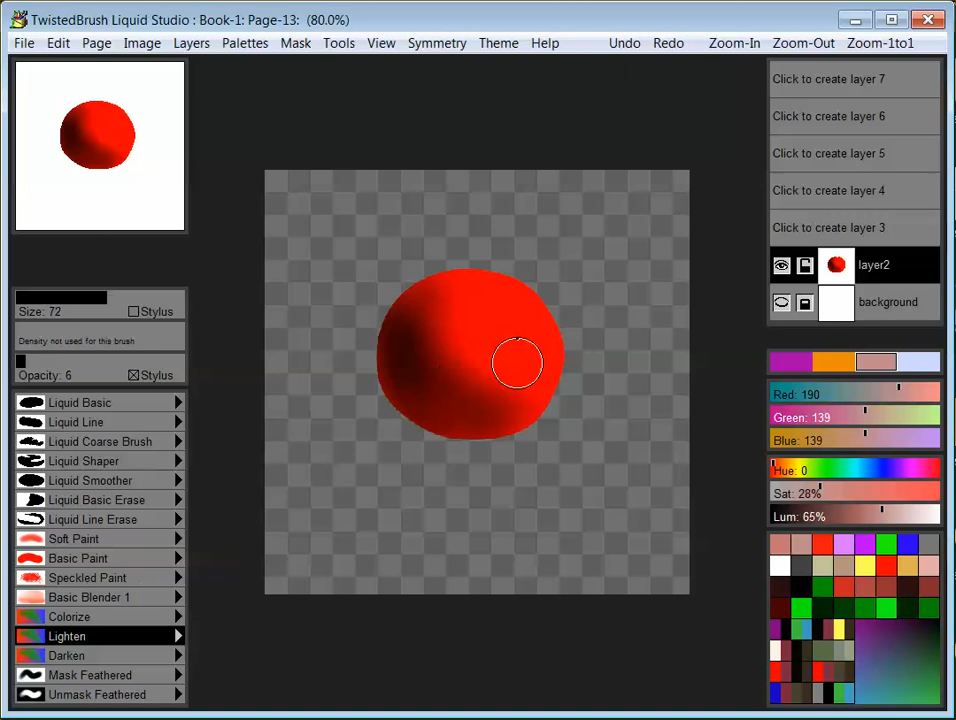 TwistedBrush Liquid Studio : Book-1: Page-13: (80.0%)
File Edit Page Image Layers Palettes Mask Tools View Symmetry Theme Help Undo Redo Zoom-In Zoom-Out Zoom-1to1
Click to create layer 7
Click to create layer 6
Click to create layer 5
Click to create layer 4
Click to create layer 3
layer2
background
Size: 72 Stylus
Density not used for this brush
Opacity: 6 Stylus
Liquid Basic
Liquid Line
Liquid Coarse Brush
Liquid Shaper
Liquid Smoother
Liquid Basic Erase
Liquid Line Erase
Soft Paint
Basic Paint
Speckled Paint
Basic Blender 1
Colorize
Lighten
Darken
Mask Feathered
Unmask Feathered
Red: 190
Green: 139
Blue: 139
Hue: 0
Sat: 28%
Lum: 65%